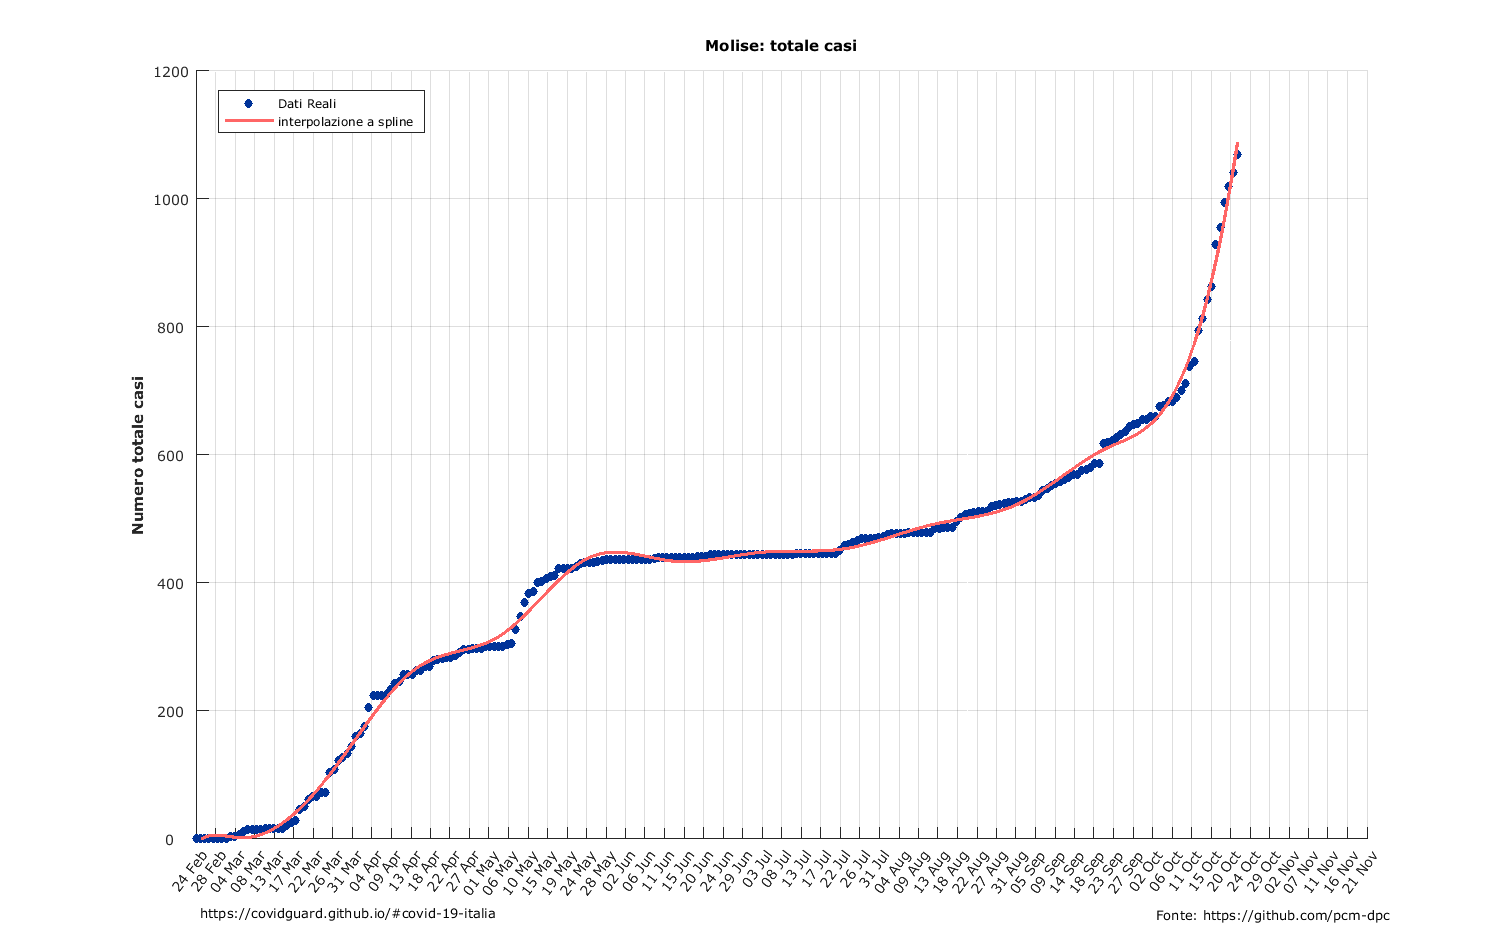 Molise: totale casi
Dati Reali
interpolazione a spline
Numero totale casi
1200
1000
800
600
400
200
0
24 Feb
28 Feb
04 Mar
08 Mar
13 Mar
17 Mar
22 Mar
26 Mar
31 Mar
04 Apr
09 Apr
13 Apr
18 Apr
22 Apr
27 Apr
01 May
06 May
10 May
15 May
19 May
24 May
28 May
02 Jun
06 Jun
11 Jun
15 Jun
20 Jun
24 Jun
29 Jun
03 Jul
08 Jul
13 Jul
17 Jul
22 Jul
26 Jul
31 Jul
04 Aug
09 Aug
13 Aug
18 Aug
22 Aug
27 Aug
31 Aug
05 Sep
09 Sep
14 Sep
18 Sep
23 Sep
27 Sep
02 Oct
06 Oct
11 Oct
15 Oct
20 Oct
24 Oct
29 Oct
02 Nov
07 Nov
11 Nov
16 Nov
21 Nov
https://covidguard.github.io/#covid-19-italia
Fonte: https://github.com/pcm-dpc